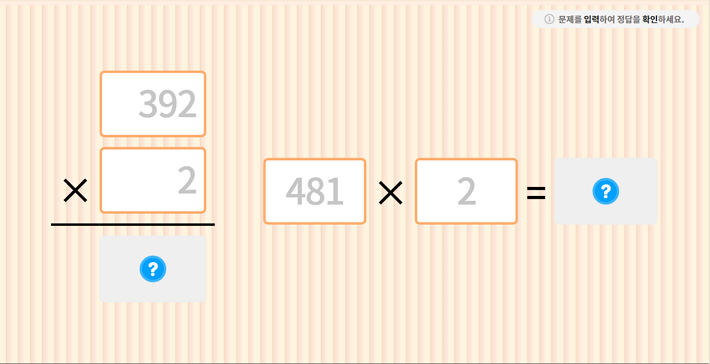 ⓘ 문제를 입력하여 정답을 확인하세요.
392
× 2
?
481 × 2 = ?